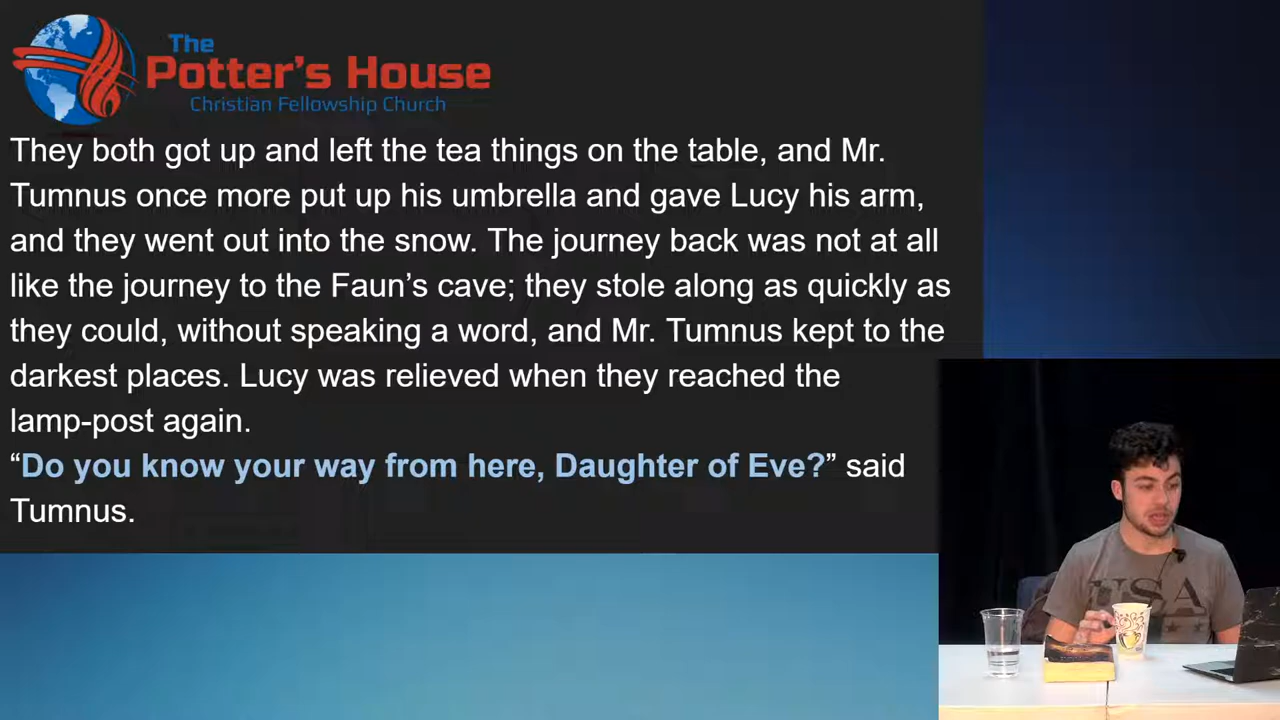 The
Potter's House
Christian Fellowship Church
They both got up and left the tea things on the table, and Mr.
Tumnus once more put up his umbrella and gave Lucy his arm,
and they went out into the snow. The journey back was not at all
like the journey to the Faun’s cave; they stole along as quickly as
they could, without speaking a word, and Mr. Tumnus kept to the
darkest places. Lucy was relieved when they reached the
lamp-post again.
“Do you know your way from here, Daughter of Eve?” said
Tumnus.
USA